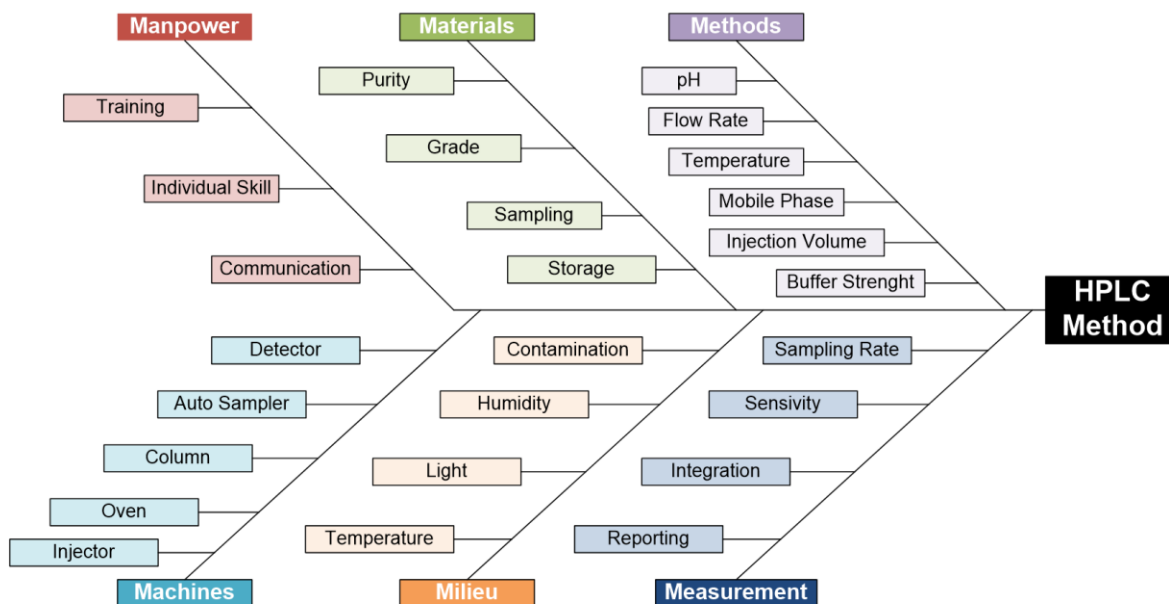 Manpower
Materials
Methods
Purity
pH
Training
Flow Rate
Grade
Temperature
Individual Skill
Mobile Phase
Sampling
Injection Volume
Communication
Storage
Buffer Strenght
HPLC
Method
Detector
Contamination
Sampling Rate
Auto Sampler
Humidity
Sensivity
Column
Light
Integration
Oven
Temperature
Reporting
Injector
Machines
Milieu
Measurement